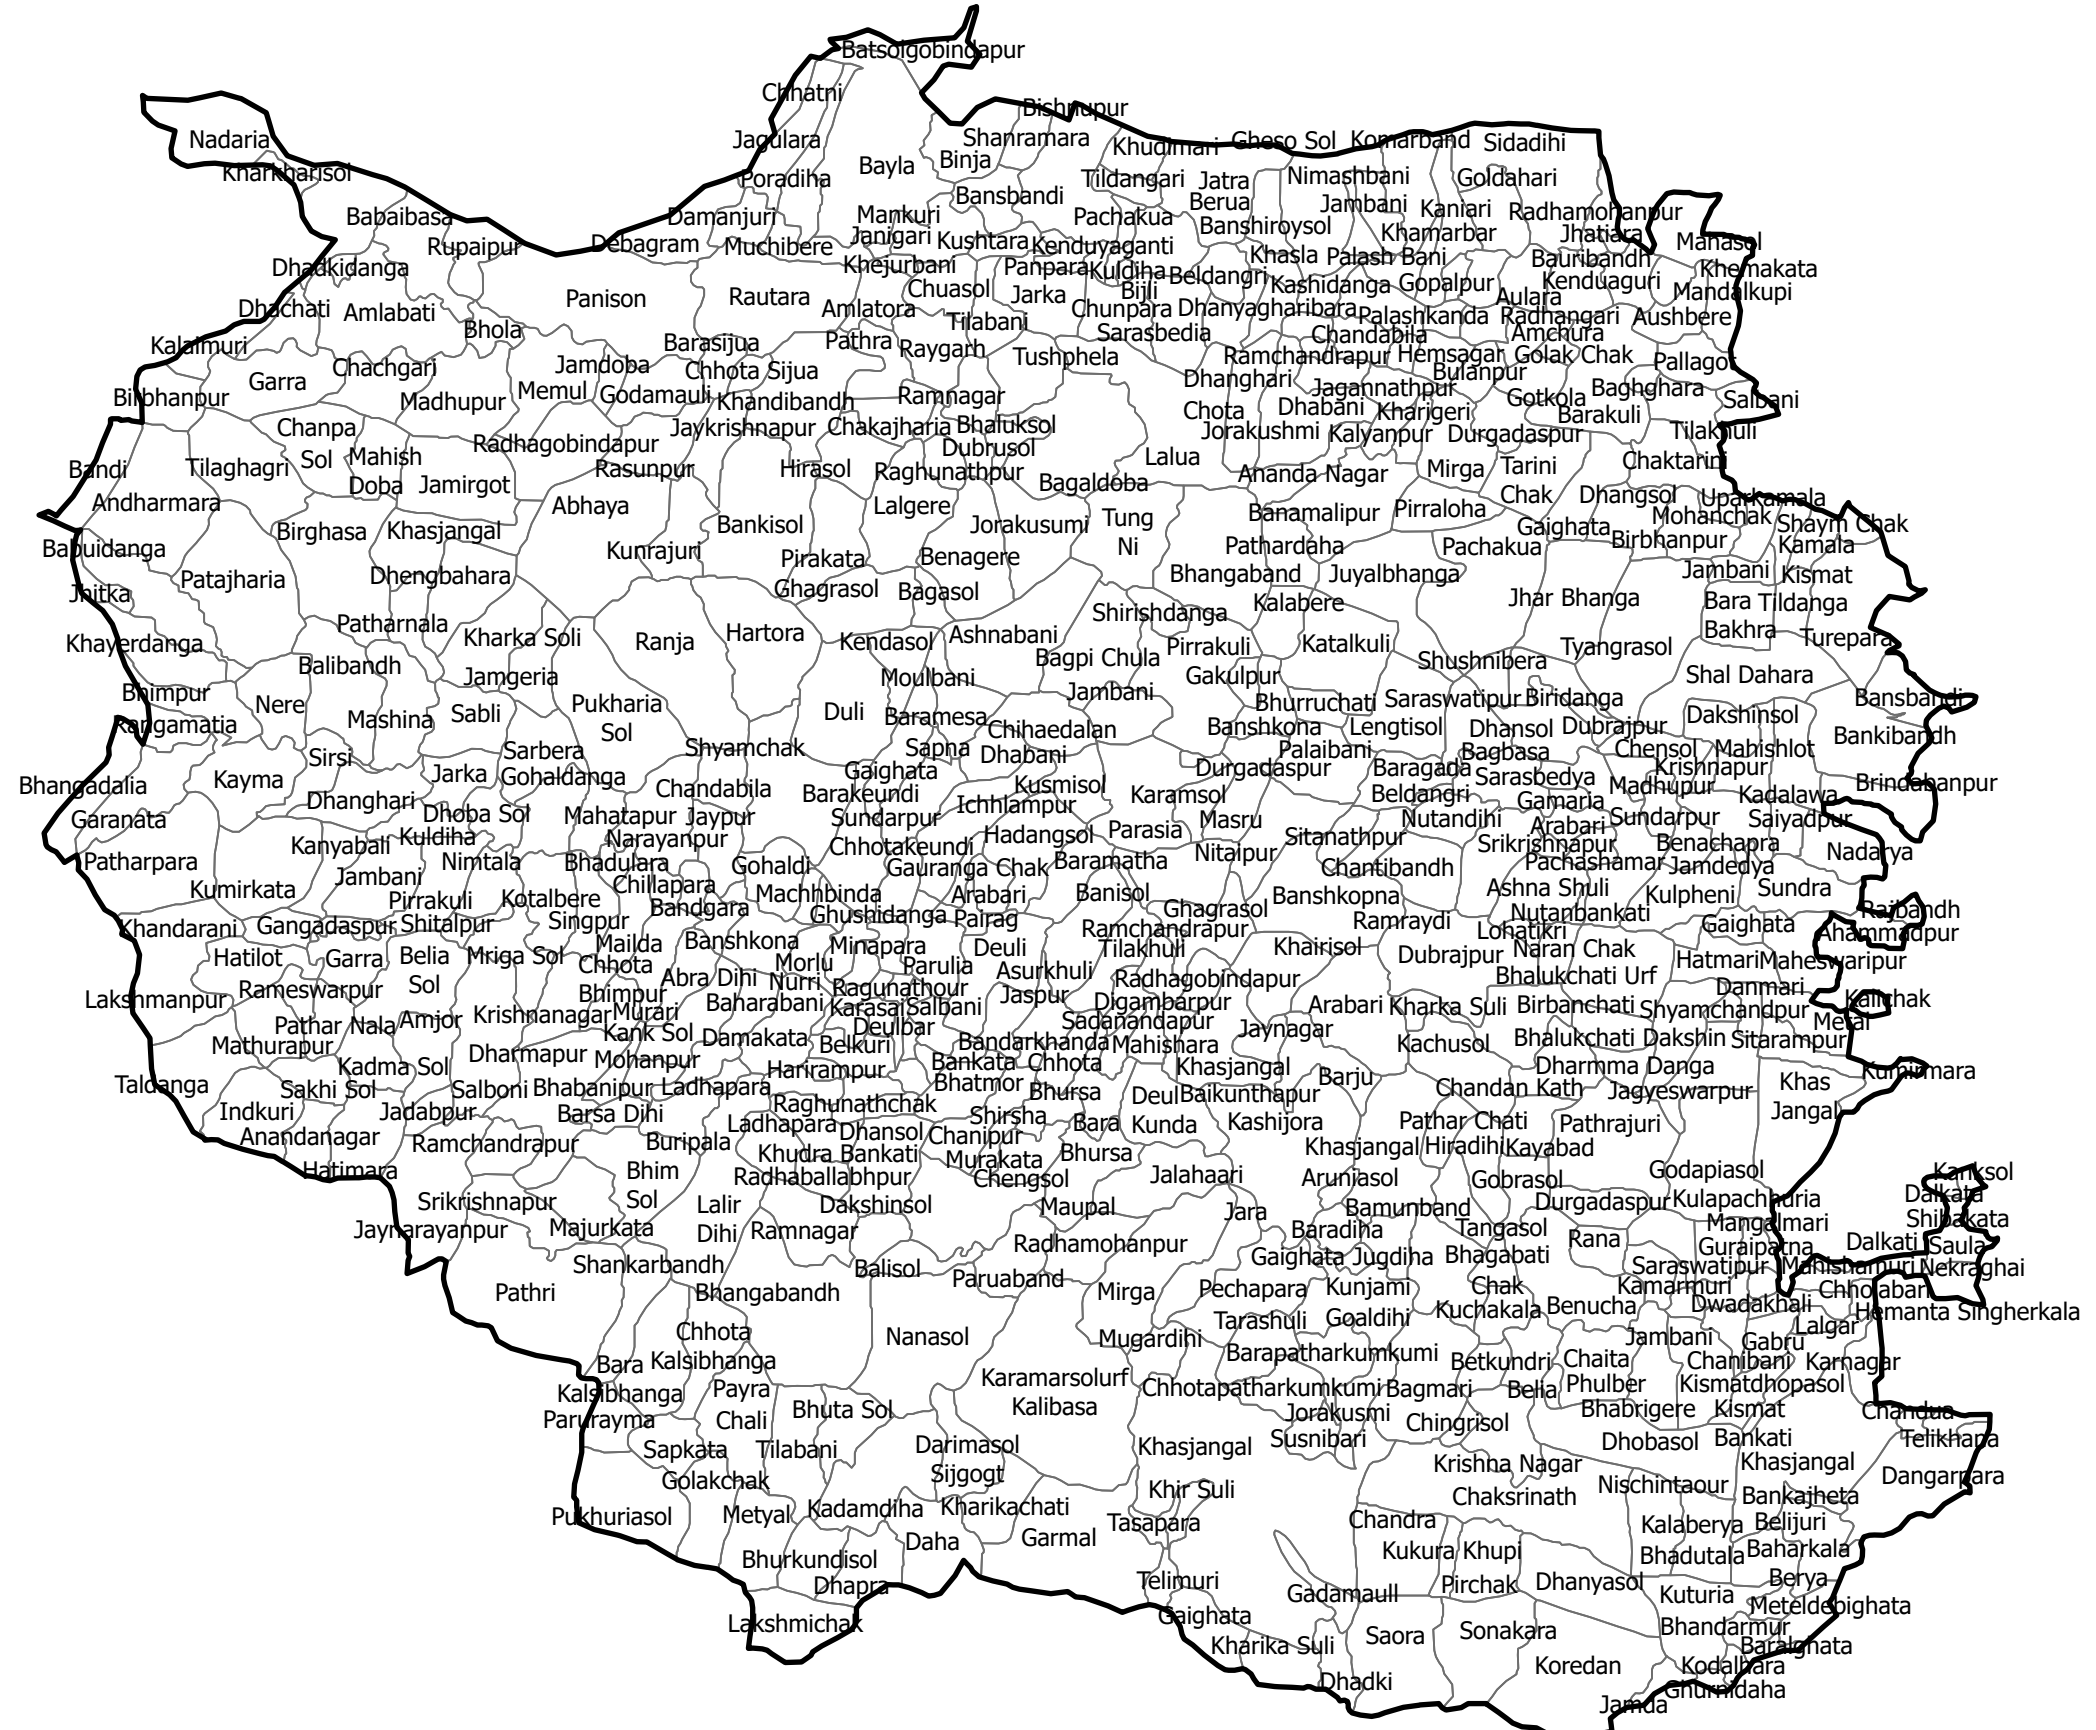 Batsolgobindapur
Chhatni
Bishnupur
Nadaria
Jagulara
Shanramara
Khudimari
Gheso Sol
Komarband
Sidadihi
Kharkharisol
Poradiha
Bayla
Binja
Tildangari
Jatra
Nimashbani
Goldahari
Babaibasa
Damanjuri
Mankuri
Bansbandi
Pachakua
Berua
Jambani
Kaniari
Radhamohanpur
Rupaipur
Debagram
Muchibere
Janigari
Kushtara
Kenduyaganti
Banshiroysol
Khamarbar
Jhatiara
Manasol
Dhadkidanga
Khejurbani
Panpara
Kuldiha
Beldangri
Khasla
Palash Bani
Bauribandh
Khemakata
Dhachati
Amlabati
Panison
Rautara
Amlatora
Chuasol
Jarka
Bijli
Kashidanga
Gopalpur
Aulara
Kenduaguri
Mandalkupi
Bhola
Tilabani
Chunpara
Dhanyagharibara
Palashkanda
Radhangari
Aushbere
Kalaimuri
Barasijua
Pathra
Raygarh
Sarasbedia
Chandabila
Amchura
Garra
Chachgari
Jamdoba
Chhota Sijua
Tushphela
Ramchandrapur
Hemsagar
Golak Chak
Pallagot
Birbhanpur
Madhupur
Memul
Godamauli
Khandibandh
Ramnagar
Dhanghari
Jagannathpur
Bulanpur
Gotkola
Baghghara
Salbani
Chanpa
Sol
Radhagobindapur
Jaykrishnapur
Chakajharia
Bhaluksol
Chota
Jorakushmi
Dhabani
Kharigeri
Barakuli
Kalyanpur
Durgadaspur
Tilakhuli
Bandi
Tilaghagri
Mahish
Doba
Jamirgot
Rasunpur
Hirasol
Dubrusol
Raghunathpur
Lalua
Ananda Nagar
Mirga
Tarini
Chak
Chaktarini
Andharmara
Abhaya
Lalgere
Bagaldoba
Banamalipur
Pirraloha
Dhangsol
Uparkamala
Birghasa
Khasjangal
Bankisol
Jorakusumi
Tung
Ni
Gaighata
Mohanchak
Shaym Chak
Babuidanga
Kunrajuri
Pirakata
Benagere
Pathardaha
Pachakua
Birbhanpur
Kamala
Jhitka
Patajharia
Dhengbahara
Ghagrasol
Bagasol
Bhangaband
Juyalbhanga
Jambani
Kismat
Patharnala
Shirishdanga
Kalabere
Jhar Bhanga
Bara
Bakhra
Tildanga
Khayerdanga
Kharka Soli
Ranja
Hartora
Kendasol
Ashnabani
Pirrakuli
Katalkuli
Tyangrasol
Turepara
Balibandh
Jamgeria
Moulbani
Bagpi Chula
Gakulpur
Shushnibera
Shal Dahara
Bhimpur
Nere
Mashina
Sabli
Pukharia
Sol
Duli
Baramesa
Jambani
Bhurruchati
Saraswatipur
Biridanga
Bansbandi
Rangamatia
Chihaedalan
Banshkona
Lengtisol
Dhansol
Dubrajpur
Dakshinsol
Bankibandh
Sirsi
Sarbera
Shyamchak
Sapna
Dhabani
Palaibani
Bagbasa
Chensol
Mahishlot
Bhangadalia
Kayma
Jarka
Gohaldanga
Chandabila
Gaighata
Kusmisol
Durgadaspur
Baragada
Sarasbedya
Krishnapur
Brindabanpur
Dhanghari
Barakeundi
Ichhlampur
Karamsol
Beldangri
Gamaria
Madhupur
Kadalawa
Garanata
Dhoba Sol
Mahatapur
Jaypur
Sundarpur
Hadangsol
Parasia
Masru
Nutandihi
Arabari
Sundarpur
Saiyadpur
Kanyabali
Kuldiha
Narayanpur
Chhotakeundi
Sitanathpur
Srikrishnapur
Benachapra
Patharpara
Nimtala
Bhadulara
Gohaldi
Gauranga Chak
Baramatha
Nitaipur
Chantibandh
Pachashamar
Jamdedya
Nadarya
Kumirkata
Jambani
Pirrakuli
Kotalbere
Chillapara
Machhbinda
Arabari
Banisol
Banshkopna
Ashna Shuli
Kulpheni
Sundra
Khandarani
Gangadaspur
Shitalpur
Singpur
Bandgara
Ghushidanga
Pairag
Ghagrasol
Ramraydi
Nutanbankati
Gaighata
Rajbandh
Hatilot
Garra
Belia
Sol
Mriga Sol
Mailda
Banshkona
Minapara
Deuli
Ramchandrapur
Tilakhuli
Khairisol
Dubrajpur
Lohatikri
Naran Chak
Ahammadpur
Rameswarpur
Chhota
Bhimpur
Abra Dihi
Morlu
Nurri
Parulia
Asurkhuli
Radhagobindapur
Bhalukchati Urf
Hatmari
Maheswaripur
Lakshmanpur
Krishnanagar
Murari
Baharabani
Ragunathour
Karasai
Salbani
Jaspur
Digambarpur
Arabari
Kharka Suli
Birbanchati
Danmari
Shyamchandpur
Kalichak
Pathar Nala
Amjor
Kank Sol
Damakata
Deulbar
Sadanandapur
Jaynagar
Metal
Mathurapur
Dharmapur
Mohanpur
Belkuri
Bandarkhanda
Mahishara
Kachusol
Bhalukchati
Dakshin
Sitarampur
Taldanga
Kadma Sol
Harirampur
Bankata
Chhota
Bhursa
Khasjangal
Barju
Dharmma Danga
Kumirmara
Sakhi Sol
Salboni
Bhabanipur
Ladhapara
Bhatmor
Deul
Baikunthapur
Chandan Kath
Jagyeswarpur
Khas
Jangal
Indkuri
Jadabpur
Barsa Dihi
Raghunathchak
Shirsha
Bara
Bhursa
Kunda
Kashijora
Pathar Chati
Pathrajuri
Anandanagar
Ramchandrapur
Buripala
Ladhapara
Dhansol
Chanipur
Khasjangal
Hiradihi
Kayabad
Hatimara
Bhim
Sol
Khudra Bankati
Murakata
Radhaballabhpur
Chengsol
Jalahaari
Aruniasol
Gobrasol
Godapiasol
Kanksol
Srikrishnapur
Lalir
Dihi
Dakshinsol
Maupal
Jara
Bamunband
Durgadaspur
Kulapachhuria
Dalkata
Jaynarayanpur
Majurkata
Ramnagar
Baradiha
Tangasol
Mangalmari
Shibakata
Radhamohanpur
Gaighata
Jugdiha
Bhagabati
Chak
Rana
Guraipatna
Dalkati
Saula
Shankarbandh
Balisol
Saraswatipur
Mahishamuri
Nekraghai
Pathri
Bhangabandh
Paruaband
Mirga
Pechapara
Kunjami
Kamarmuri
Chholaban
Tarashuli
Goaldihi
Kuchakala
Benucha
Dwadakhali
Hemanta Singherkala
Chhota
Kalsibhanga
Nanasol
Mugardihi
Jambani
Gabru
Lalgar
Bara
Kalsibhanga
Barapatharkumkumi
Betkundri
Chaita
Phulber
Chanibani
Karnagar
Payra
Chali
Karamarsolurf
Kalibasa
Chhotapatharkumkumi
Bagmari
Belia
Kismatdhopasol
Parurayma
Bhuta Sol
Jorakusmi
Chingrisol
Bhabrigere
Kismat
Bankati
Chandua
Sapkata
Tilabani
Darimasol
Sijgogt
Khasjangal
Susnibari
Dhobasol
Telikhana
Golakchak
Krishna Nagar
Khasjangal
Dangarpara
Khir Suli
Chaksrinath
Nischintaour
Bankajheta
Pukhuriasol
Metyal
Kadamdiha
Kharikachati
Tasapara
Chandra
Kalaberya
Belijuri
Daha
Garmal
Kukura
Khupi
Bhadutala
Baharkala
Bhurkundisol
Dhapra
Telimuri
Gadamaull
Pirchak
Dhanyasol
Kuturia
Berya
Meteldebighata
Lakshmichak
Gaighata
Saora
Sonakara
Bhandarmur
Kharika Suli
Baralghata
Koredan
Kodalhara
Dhadki
Ghurnidaha
Jamda